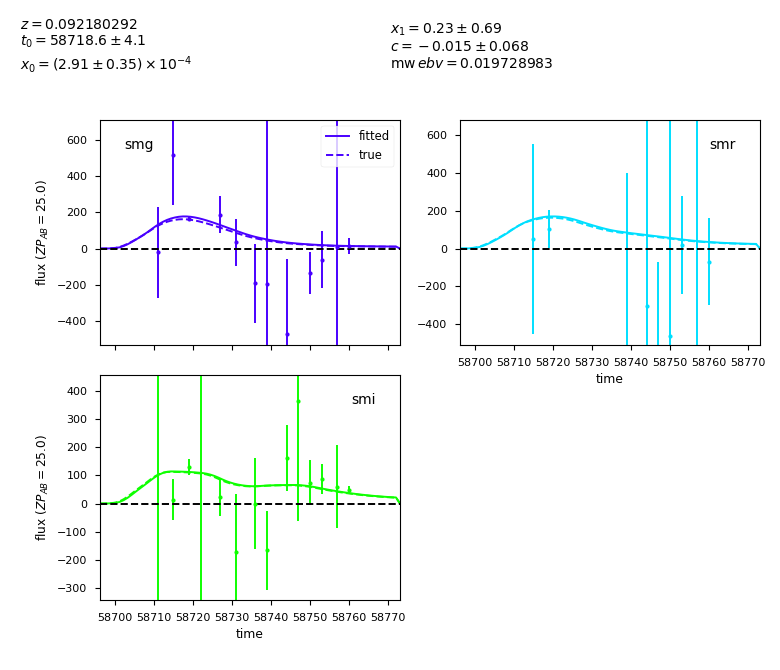 z = 0.092180292
t₀ = 58718.6 ± 4.1
x₀ = (2.91 ± 0.35) × 10⁻⁴
x₁ = 0.23 ± 0.69
c = −0.015 ± 0.068
mw ebv = 0.019728983
smg
fitted
true
600
400
200
0
−200
−400
flux (ZP_AB = 25.0)
smr
600
400
200
0
−200
−400
58700 58710 58720 58730 58740 58750 58760 58770
time
smi
400
300
200
100
0
−100
−200
−300
flux (ZP_AB = 25.0)
58700 58710 58720 58730 58740 58750 58760 58770
time